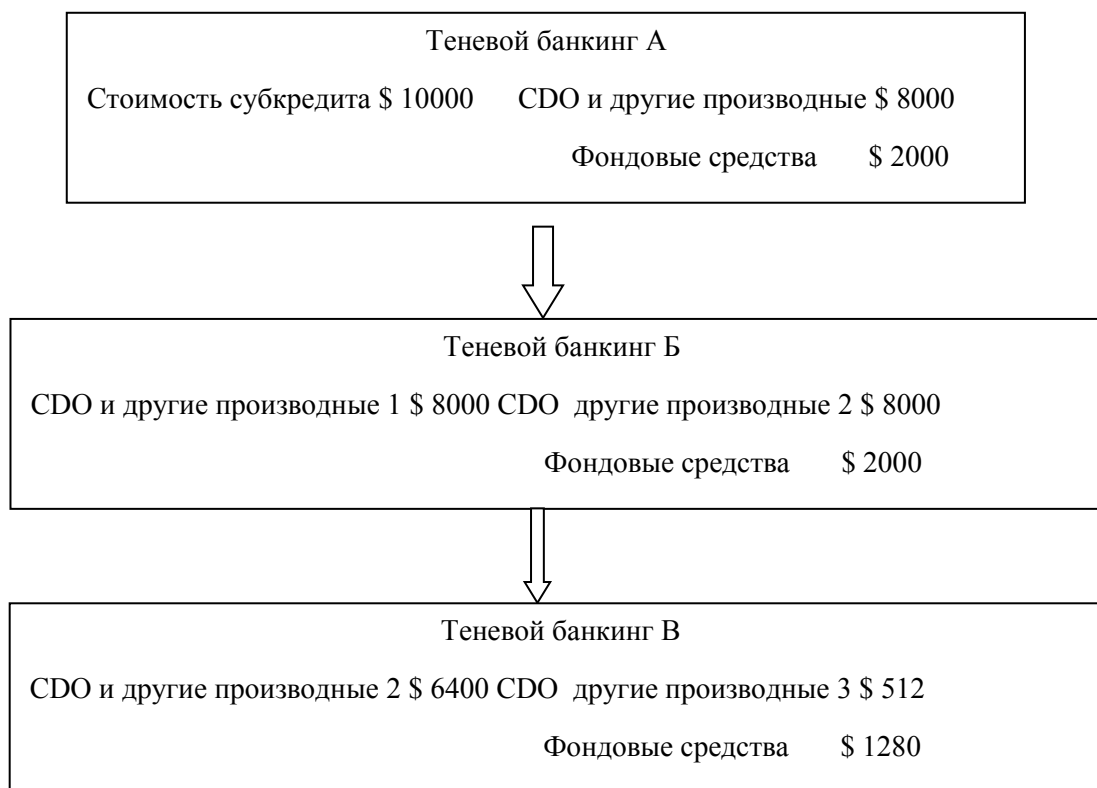 Теневой банкинг А
Стоимость субкредита $ 10000 CDO и другие производные $ 8000
Фондовые средства $ 2000
Теневой банкинг Б
CDO и другие производные 1 $ 8000 CDO другие производные 2 $ 8000
Фондовые средства $ 2000
Теневой банкинг В
CDO и другие производные 2 $ 6400 CDO другие производные 3 $ 512
Фондовые средства $ 1280